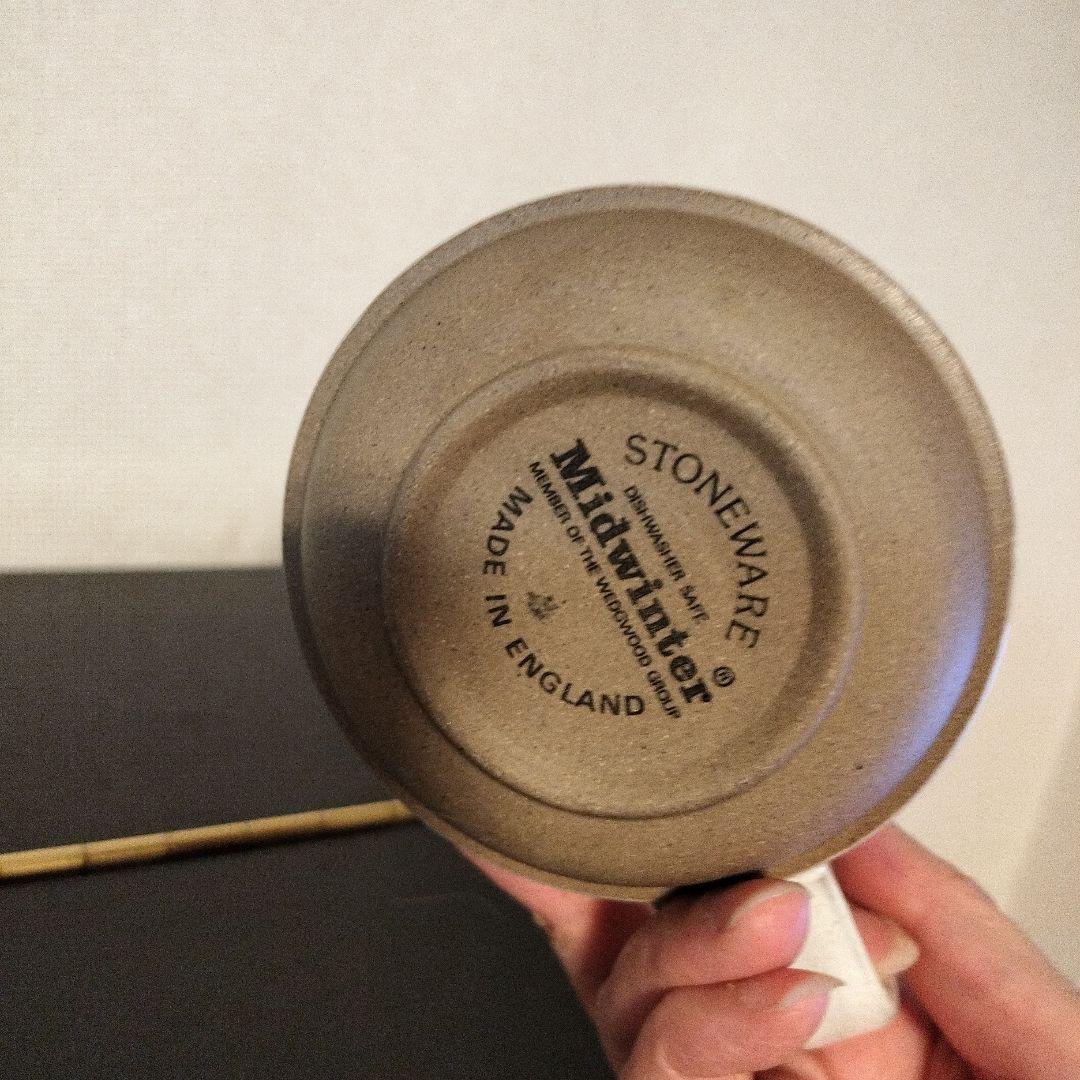 STONEWARE
DISHWASHER SAFE
Midwinter®
MEMBER OF THE WEDGWOOD GROUP
MADE IN ENGLAND